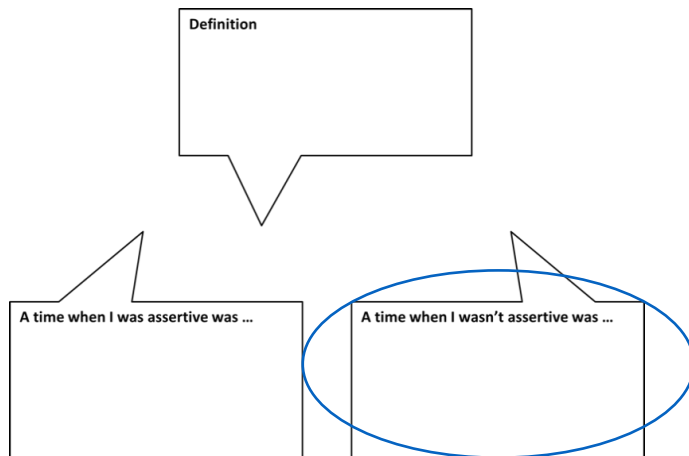 Definition
A time when I was assertive was …
A time when I wasn’t assertive was …